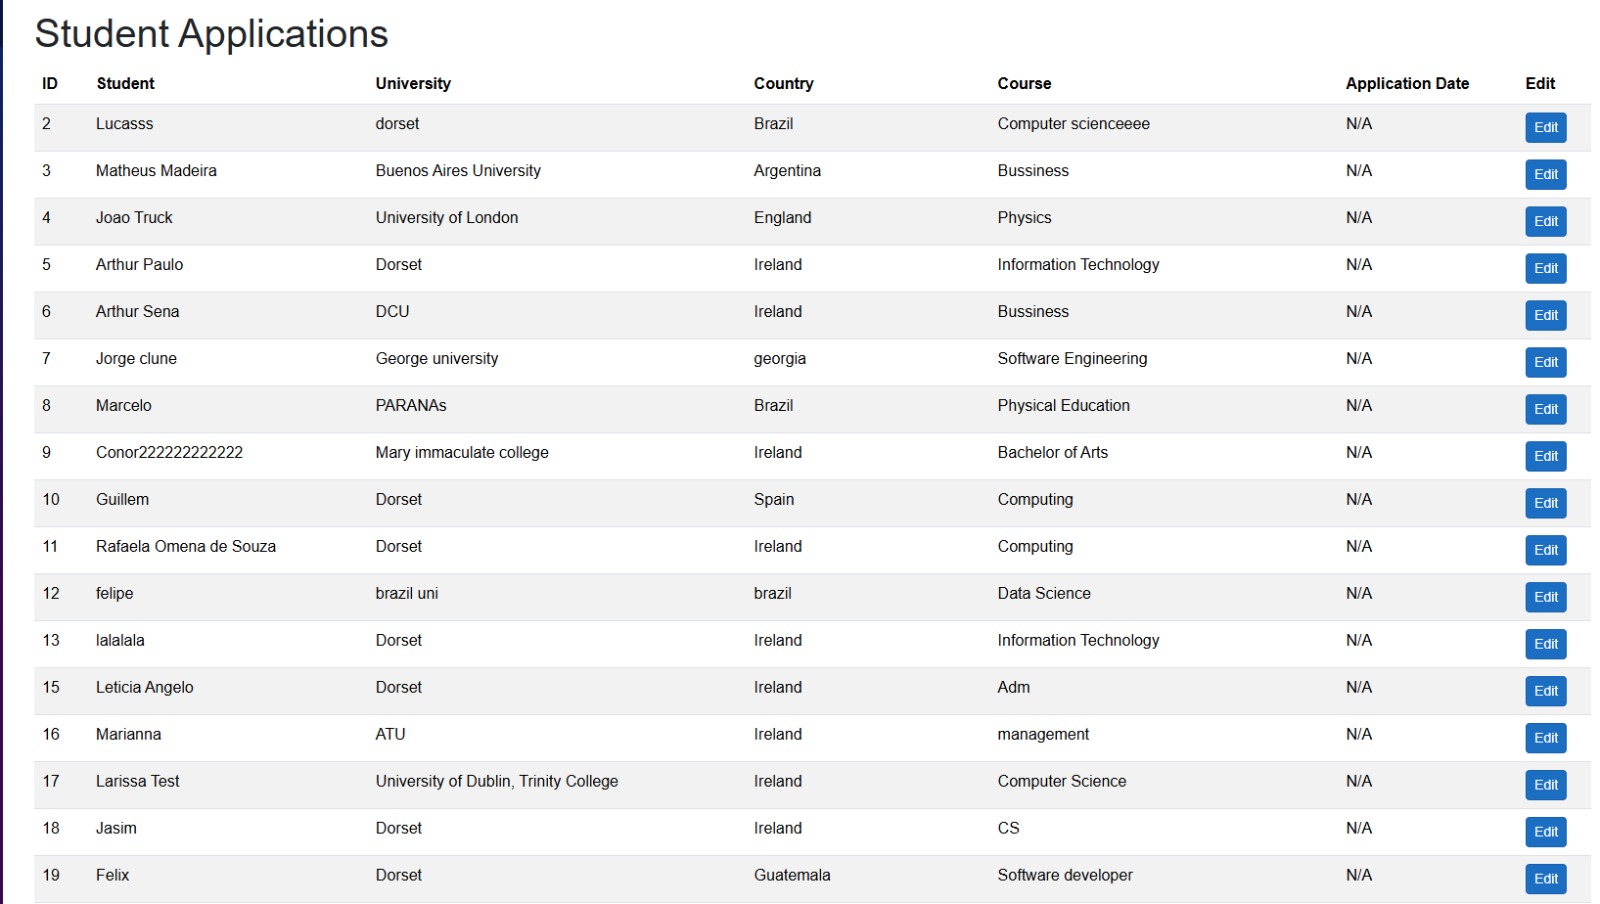 Student Applications
ID Student University Country Course Application Date Edit
2 Lucasss dorset Brazil Computer scienceeee N/A Edit
3 Matheus Madeira Buenos Aires University Argentina Bussiness N/A Edit
4 Joao Truck University of London England Physics N/A Edit
5 Arthur Paulo Dorset Ireland Information Technology N/A Edit
6 Arthur Sena DCU Ireland Bussiness N/A Edit
7 Jorge clune George university georgia Software Engineering N/A Edit
8 Marcelo PARANAs Brazil Physical Education N/A Edit
9 Conor222222222222 Mary immaculate college Ireland Bachelor of Arts N/A Edit
10 Guillem Dorset Spain Computing N/A Edit
11 Rafaela Omena de Souza Dorset Ireland Computing N/A Edit
12 felipe brazil uni brazil Data Science N/A Edit
13 lalalala Dorset Ireland Information Technology N/A Edit
15 Leticia Angelo Dorset Ireland Adm N/A Edit
16 Marianna ATU Ireland management N/A Edit
17 Larissa Test University of Dublin, Trinity College Ireland Computer Science N/A Edit
18 Jasim Dorset Ireland CS N/A Edit
19 Felix Dorset Guatemala Software developer N/A Edit